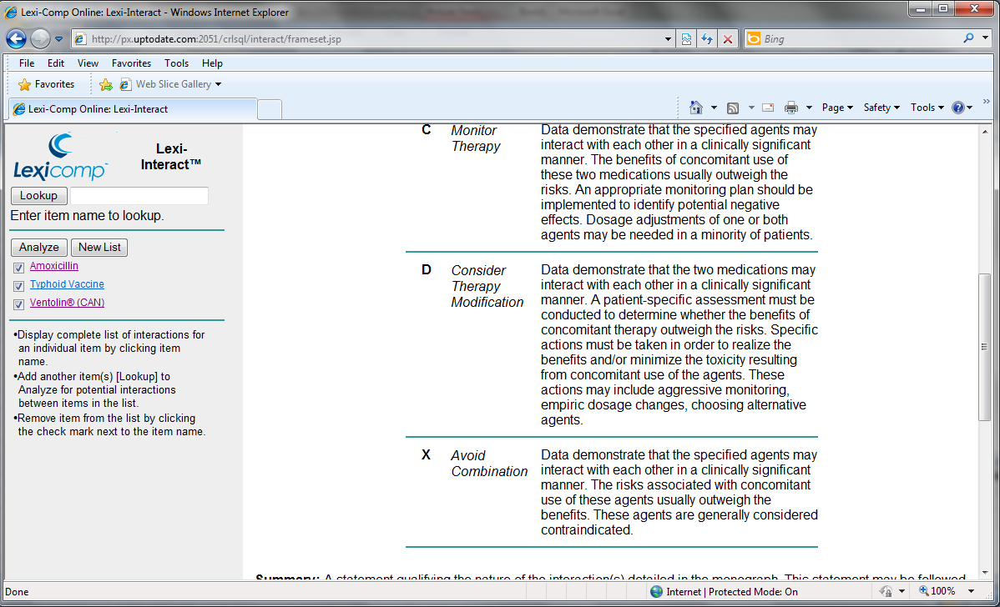 Lexi-Comp Online: Lexi-Interact - Windows Internet Explorer
http://px.uptodate.com:2051/crlsql/interact/frameset.jsp
Bing
File Edit View Favorites Tools Help
Favorites Web Slice Gallery
Lexi-Comp Online: Lexi-Interact
Page Safety Tools
Lexicomp
Lexi-
Interact™
Lookup
Enter item name to lookup.
Analyze New List
Amoxicillin
Typhoid Vaccine
Ventolin® (CAN)
•Display complete list of interactions for
an individual item by clicking item
name.
•Add another item(s) [Lookup] to
Analyze for potential interactions
between items in the list.
•Remove item from the list by clicking
the check mark next to the item name.
C Monitor
Therapy
Data demonstrate that the specified agents may
interact with each other in a clinically significant
manner. The benefits of concomitant use of
these two medications usually outweigh the
risks. An appropriate monitoring plan should be
implemented to identify potential negative
effects. Dosage adjustments of one or both
agents may be needed in a minority of patients.
D Consider
Therapy
Modification
Data demonstrate that the two medications may
interact with each other in a clinically significant
manner. A patient-specific assessment must be
conducted to determine whether the benefits of
concomitant therapy outweigh the risks. Specific
actions must be taken in order to realize the
benefits and/or minimize the toxicity resulting
from concomitant use of the agents. These
actions may include aggressive monitoring,
empiric dosage changes, choosing alternative
agents.
X Avoid
Combination
Data demonstrate that the specified agents may
interact with each other in a clinically significant
manner. The risks associated with concomitant
use of these agents usually outweigh the
benefits. These agents are generally considered
contraindicated.
Summary: A statement qualifying the nature of the interaction(s) detailed in the monograph. This statement may be followed
Done
Internet | Protected Mode: On
100%